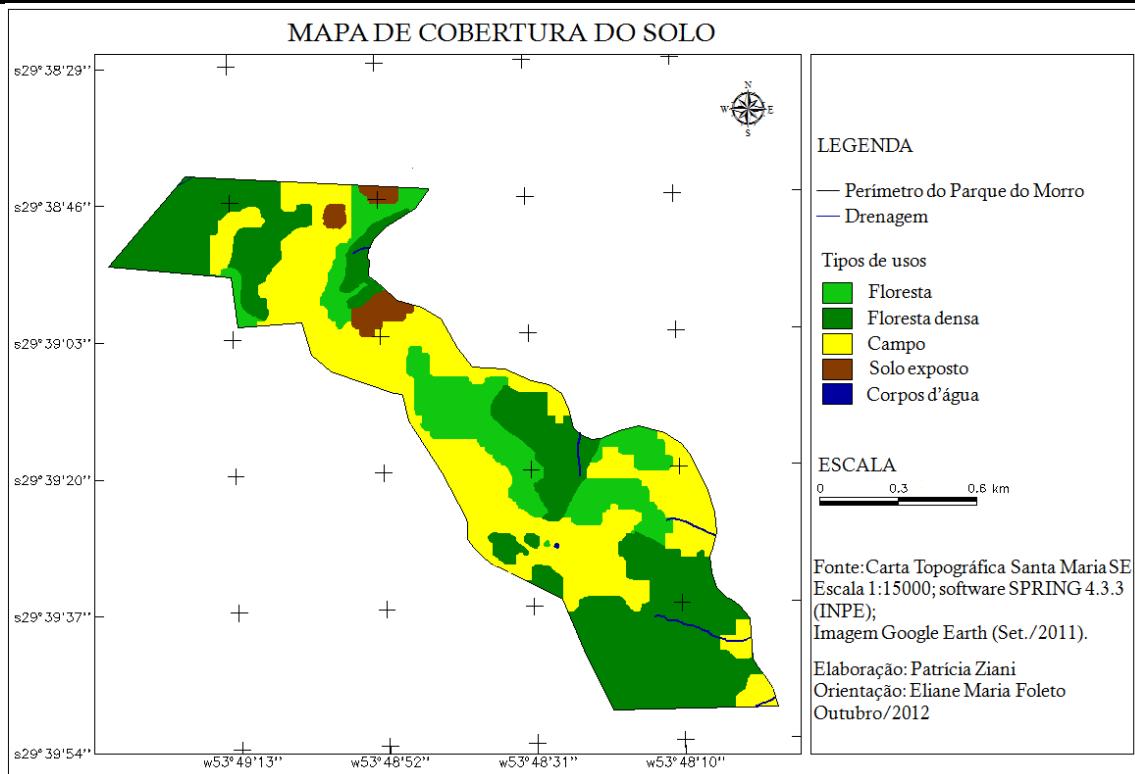 MAPA DE COBERTURA DO SOLO
s29°38'29''
s29°38'46''
s29°39'03''
s29°39'20''
s29°39'37''
s29°39'54''
w53°49'13''
w53°48'52''
w53°48'31''
w53°48'10''
N
W
E
S
LEGENDA
Perímetro do Parque do Morro
Drenagem
Tipos de usos
Floresta
Floresta densa
Campo
Solo exposto
Corpos d'água
ESCALA
0 0.3 0.6 km
Fonte: Carta Topográfica Santa Maria SE
Escala 1:15000; software SPRING 4.3.3
(INPE);
Imagem Google Earth (Set./2011).
Elaboração: Patrícia Ziani
Orientação: Eliane Maria Foleto
Outubro/2012